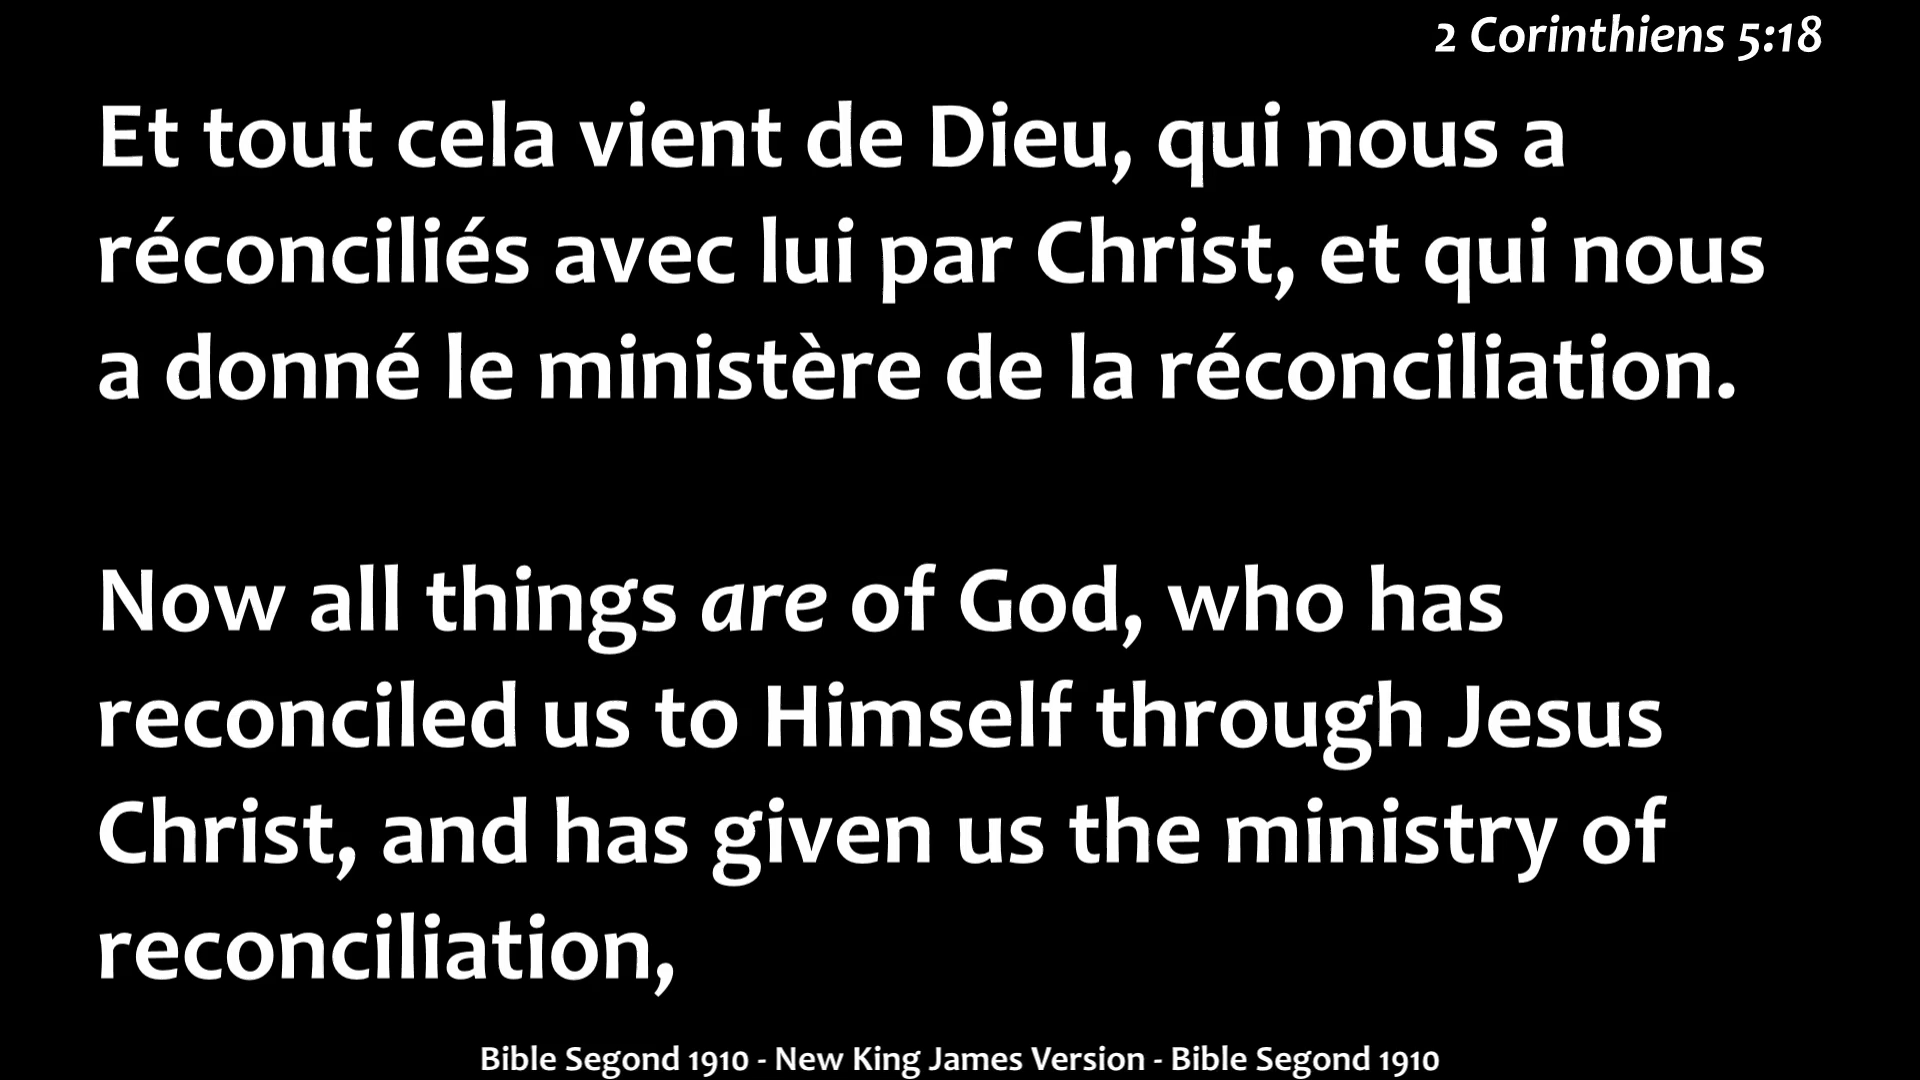 2 Corinthiens 5:18
Et tout cela vient de Dieu, qui nous a
réconciliés avec lui par Christ, et qui nous
a donné le ministère de la réconciliation.
Now all things are of God, who has
reconciled us to Himself through Jesus
Christ, and has given us the ministry of
reconciliation,
Bible Segond 1910 - New King James Version - Bible Segond 1910